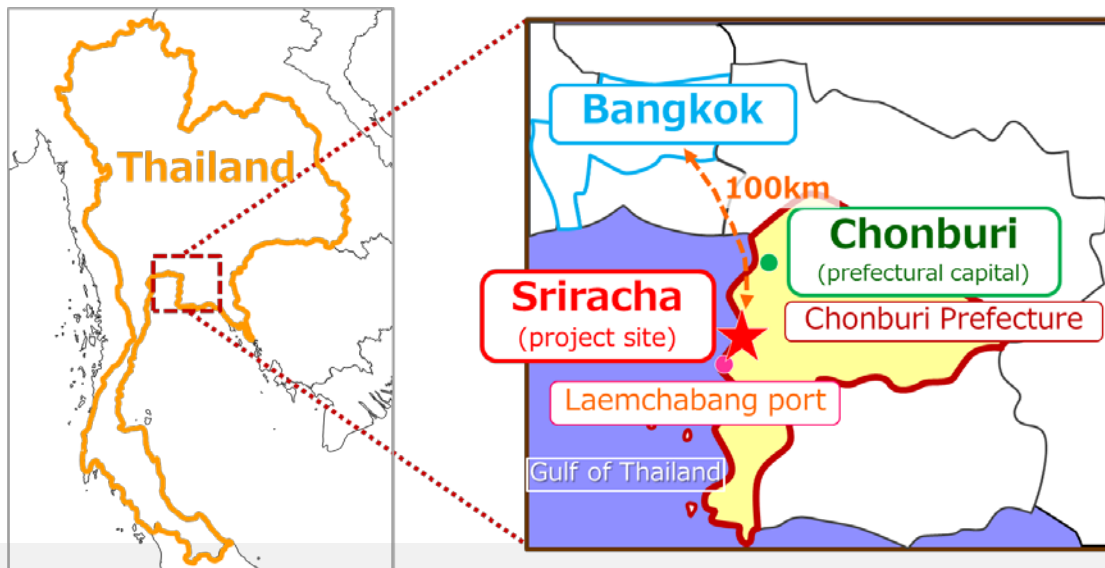 Thailand
Bangkok
100km
Chonburi
(prefectural capital)
Sriracha
(project site)
Chonburi Prefecture
Laemchabang port
Gulf of Thailand